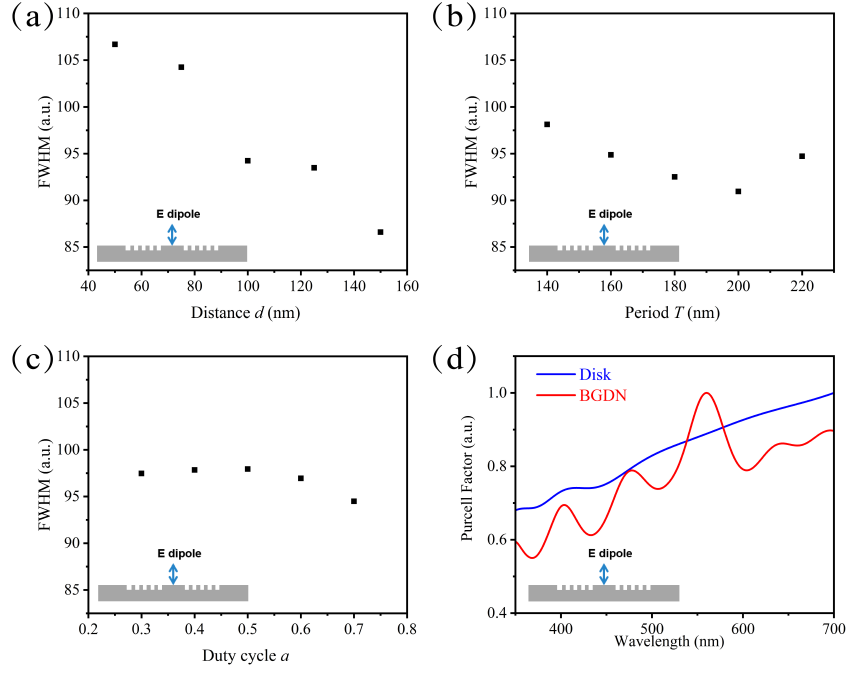 (a)
110
105
100
95
90
85
FWHM (a.u.)
E dipole
40 60 80 100 120 140 160
Distance d (nm)
(b)
110
105
100
95
90
85
FWHM (a.u.)
E dipole
140 160 180 200 220
Period T (nm)
(c)
110
105
100
95
90
85
FWHM (a.u.)
E dipole
0.2 0.3 0.4 0.5 0.6 0.7 0.8
Duty cycle a
(d)
Disk
BGDN
1.0
0.8
0.6
0.4
Purcell Factor (a.u.)
E dipole
400 500 600 700
Wavelength (nm)